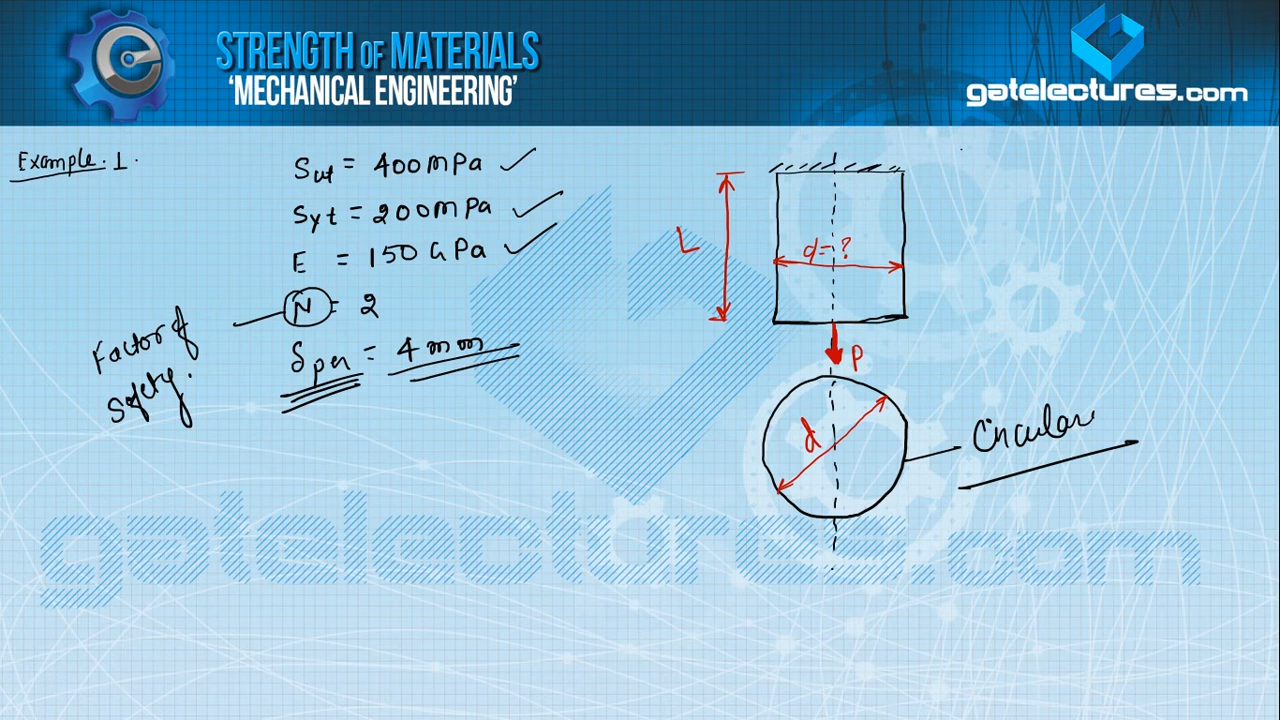 STRENGTH OF MATERIALS
'MECHANICAL ENGINEERING'
gatelectures.com
Example. 1.
Sut = 400 MPa
Syt = 200 MPa
E = 150 GPa
N = 2
Factor of
Safety.
δper = 4 mm
L
d = ?
P
d
Circular
gatelectures.com